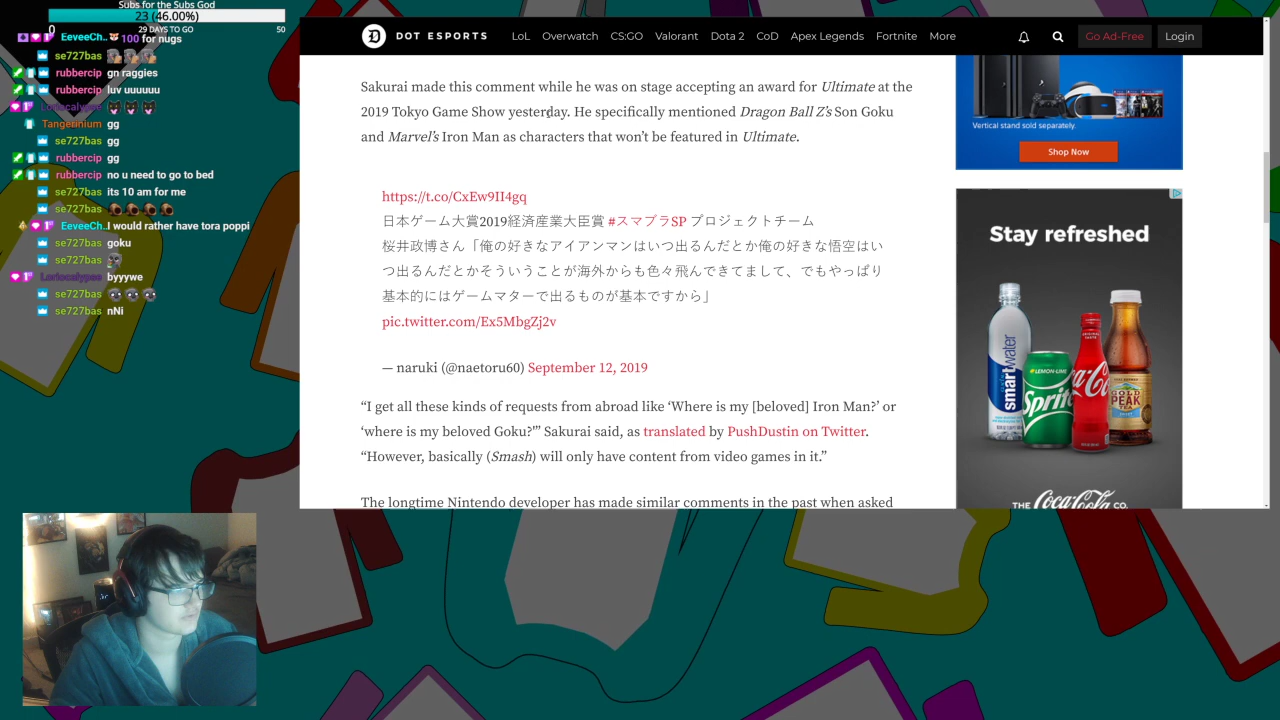 Subs for the Subs God
23 (46.00%)
0
29 DAYS TO GO
50
EeveeCh.. 100 for nugs
se727bas
rubbercip gn raggies
rubbercip luv uuuuuu
Loriocalypse
Tangerinium gg
se727bas gg
rubbercip gg
rubbercip no u need to go to bed
se727bas its 10 am for me
se727bas
EeveeCh.. I would rather have tora poppi
se727bas goku
se727bas
Loriocalypse byyywe
se727bas
se727bas nNi
DOT ESPORTS
LoL Overwatch CS:GO Valorant Dota 2 CoD Apex Legends Fortnite More
Go Ad-Free Login
Sakurai made this comment while he was on stage accepting an award for Ultimate at the
2019 Tokyo Game Show yesterday. He specifically mentioned Dragon Ball Z’s Son Goku
and Marvel’s Iron Man as characters that won’t be featured in Ultimate.
https://t.co/CxEw9II4gq
日本ゲーム大賞2019経済産業大臣賞 #スマブラSP プロジェクトチーム
桜井政博さん「俺の好きなアイアンマンはいつ出るんだとか俺の好きな悟空はい
つ出るんだとかそういうことが海外からも色々飛んできてまして、でもやっぱり
基本的にはゲームマターで出るものが基本ですから」
pic.twitter.com/Ex5MbgZj2v
— naruki (@naetoru60) September 12, 2019
“I get all these kinds of requests from abroad like ‘Where is my [beloved] Iron Man?’ or
‘where is my beloved Goku?’” Sakurai said, as translated by PushDustin on Twitter.
“However, basically (Smash) will only have content from video games in it.”
The longtime Nintendo developer has made similar comments in the past when asked
Vertical stand sold separately.
Shop Now
Stay refreshed
smartwater
LEMON-LIME
Sprite
Coca-Cola
GOLD
PEAK
TEA
THE Coca-Cola CO.